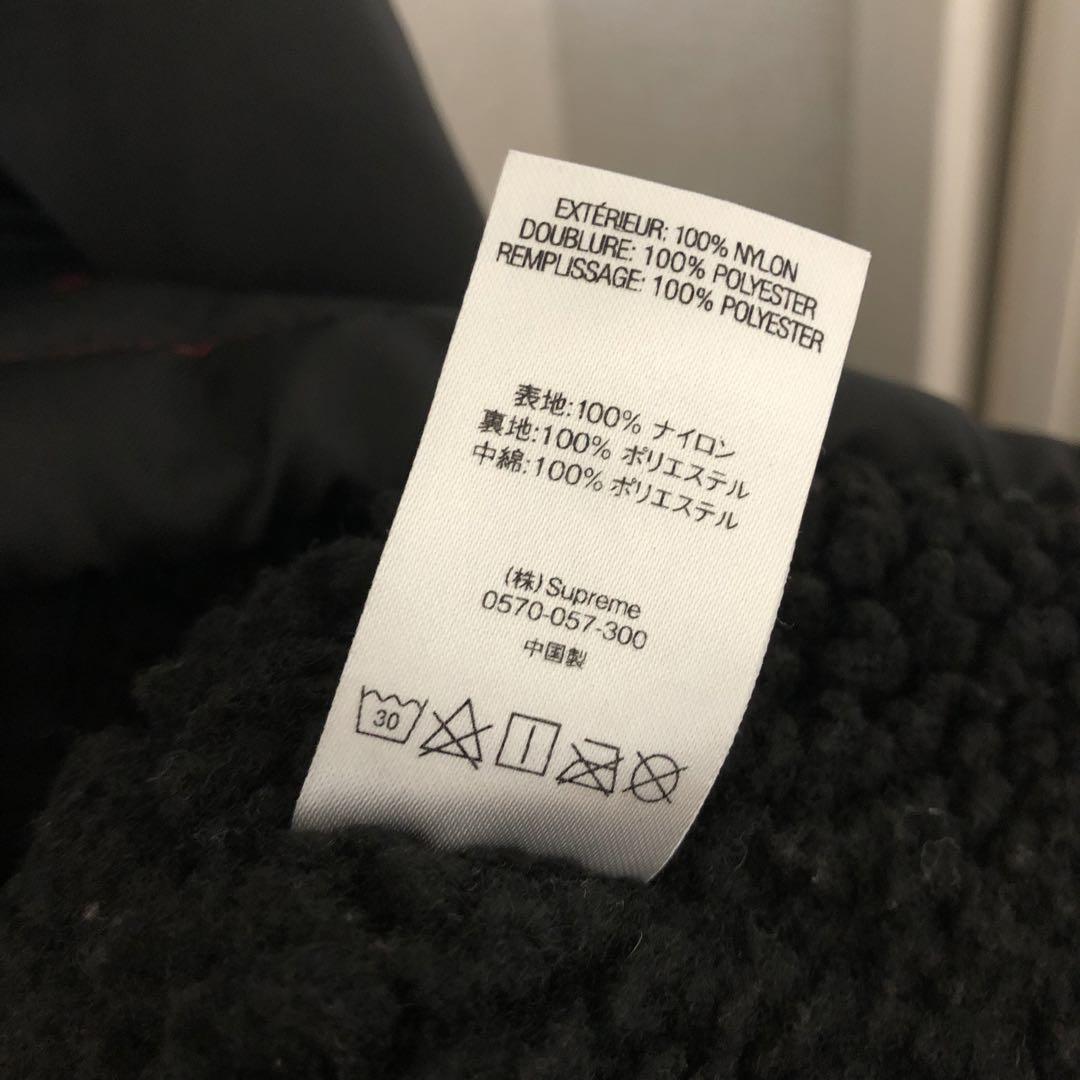 EXTÉRIEUR: 100% NYLON
DOUBLURE: 100% POLYESTER
REMPLISSAGE: 100% POLYESTER
表地:100% ナイロン
裏地:100% ポリエステル
中綿:100% ポリエステル
(株)Supreme
0570-057-300
中国製
30